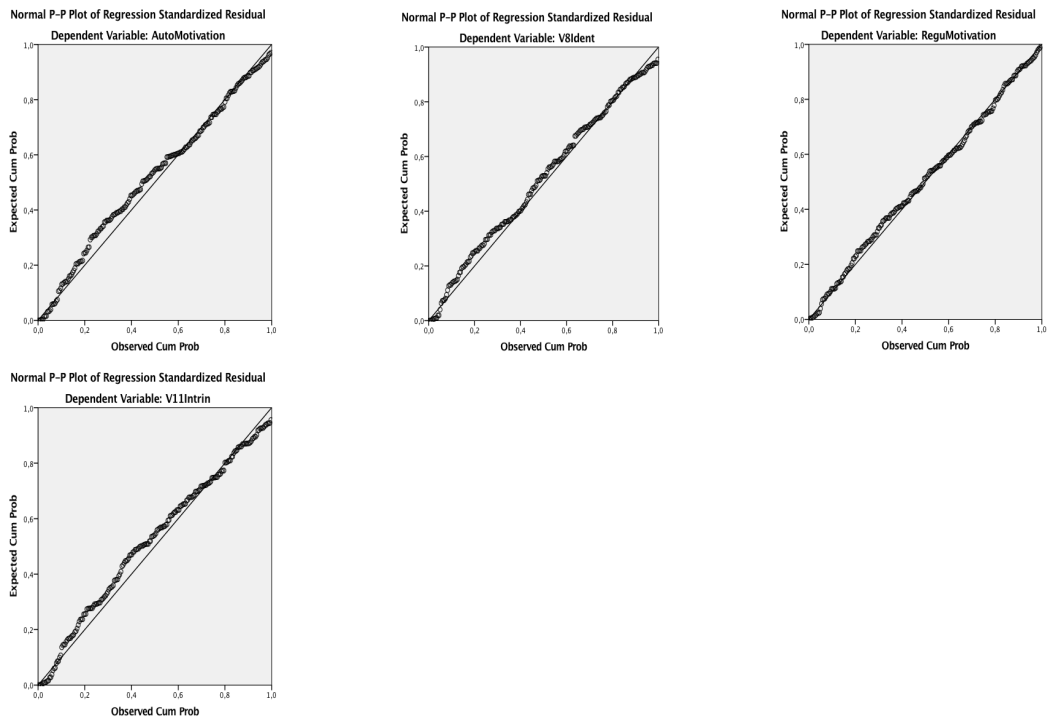 Normal P-P Plot of Regression Standardized Residual
Dependent Variable: AutoMotivation
1,0
0,8
0,6
0,4
0,2
0,0
Expected Cum Prob
0,0 0,2 0,4 0,6 0,8 1,0
Observed Cum Prob
Normal P-P Plot of Regression Standardized Residual
Dependent Variable: V8Ident
1,0
0,8
0,6
0,4
0,2
0,0
Expected Cum Prob
0,0 0,2 0,4 0,6 0,8 1,0
Observed Cum Prob
Normal P-P Plot of Regression Standardized Residual
Dependent Variable: ReguMotivation
1,0
0,8
0,6
0,4
0,2
0,0
Expected Cum Prob
0,0 0,2 0,4 0,6 0,8 1,0
Observed Cum Prob
Normal P-P Plot of Regression Standardized Residual
Dependent Variable: V11Intrin
1,0
0,8
0,6
0,4
0,2
0,0
Expected Cum Prob
0,0 0,2 0,4 0,6 0,8 1,0
Observed Cum Prob